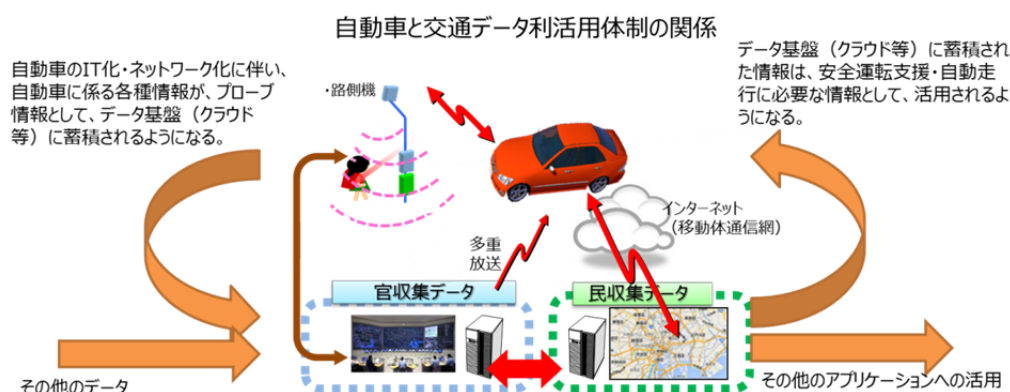 自動車と交通データ利活用体制の関係
自動車のIT化・ネットワーク化に伴い、
自動車に係る各種情報が、プローブ
情報として、データ基盤（クラウド
等）に蓄積されるようになる。
・路側機
データ基盤（クラウド等）に蓄積され
た情報は、安全運転支援・自動走
行に必要な情報として、活用されるよ
うになる。
インターネット
（移動体通信網）
多重
放送
官収集データ
民収集データ
その他のデータ
その他のアプリケーションへの活用